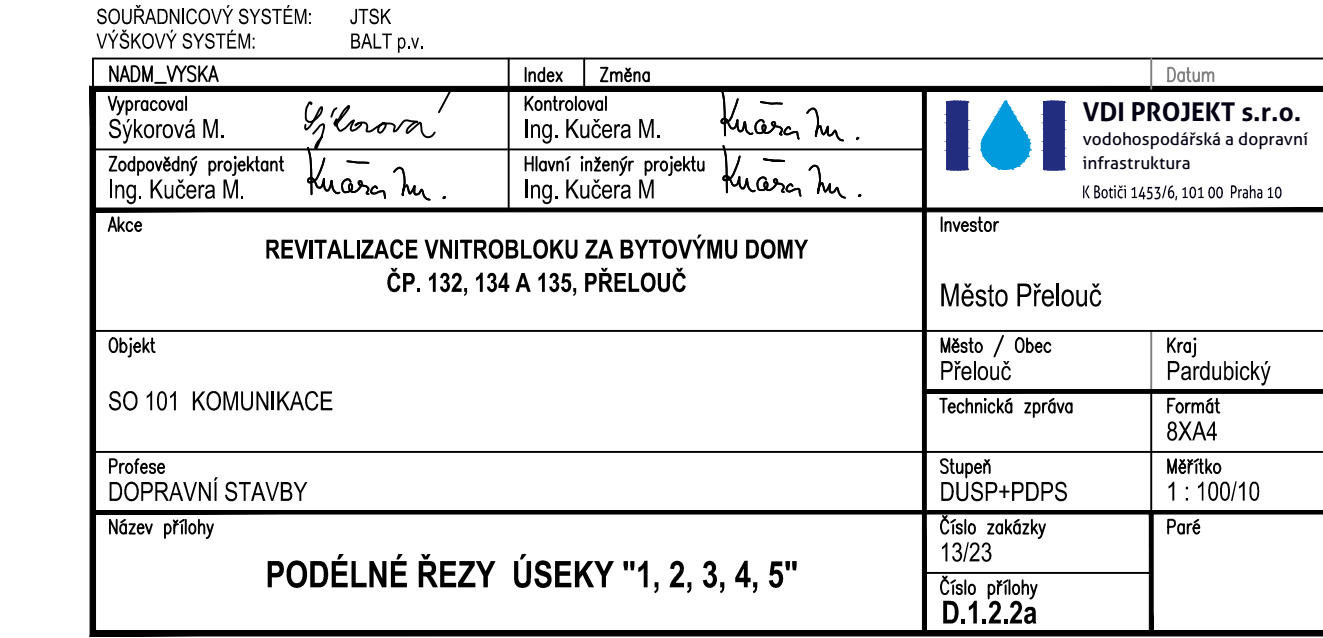 SOUŘADNICOVÝ SYSTÉM: JTSK
VÝŠKOVÝ SYSTÉM: BALT p.v.
NADM_VYSKA Index Změna Datum
Vypracoval
Sýkorová M. Sýkorová
Kontroloval
Ing. Kučera M. Kučera M.
VDI PROJEKT s.r.o.
vodohospodářská a dopravní
infrastruktura
K Botiči 1453/6, 101 00 Praha 10
Zodpovědný projektant
Ing. Kučera M. Kučera M.
Hlavní inženýr projektu
Ing. Kučera M Kučera M.
Akce
REVITALIZACE VNITROBLOKU ZA BYTOVÝMU DOMY
ČP. 132, 134 A 135, PŘELOUČ
Investor
Město Přelouč
Objekt
SO 101 KOMUNIKACE
Město / Obec
Přelouč
Kraj
Pardubický
Technická zpráva
Formát
8XA4
Profese
DOPRAVNÍ STAVBY
Stupeň
DUSP+PDPS
Měřítko
1 : 100/10
Název přílohy
PODÉLNÉ ŘEZY ÚSEKY "1, 2, 3, 4, 5"
Číslo zakázky
13/23
Paré
Číslo přílohy
D.1.2.2a